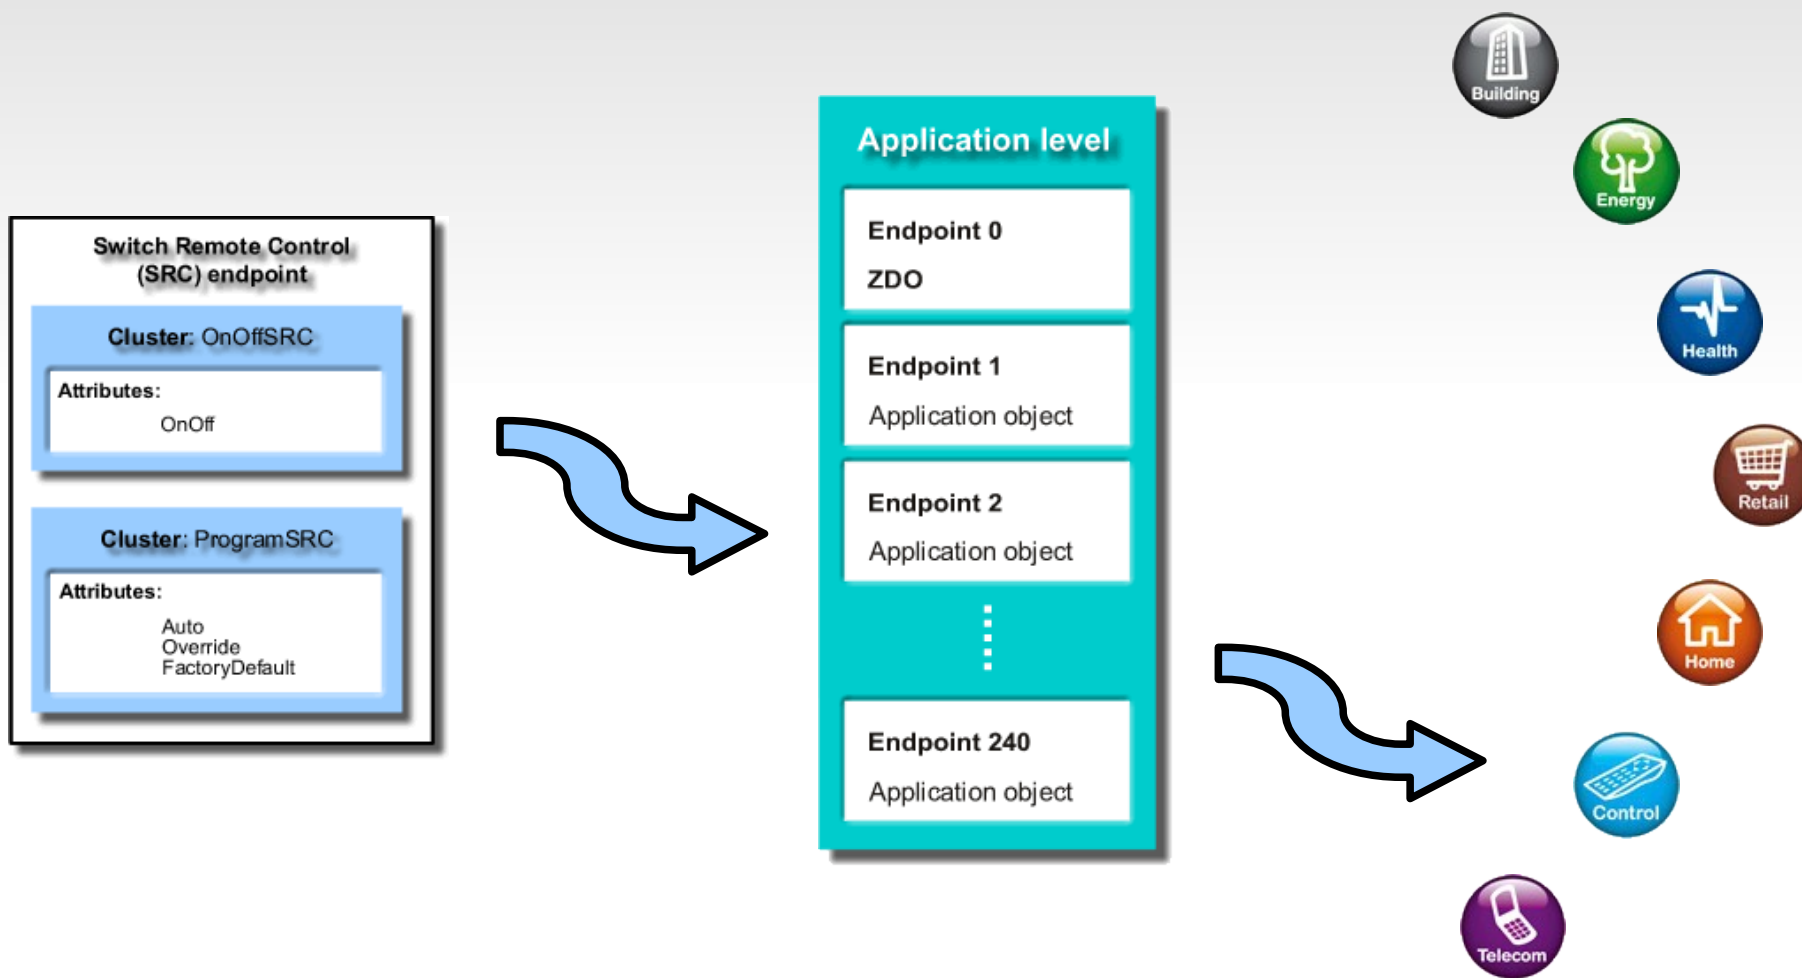 Switch Remote Control
(SRC) endpoint
Cluster: OnOffSRC
Attributes:
OnOff
Cluster: ProgramSRC
Attributes:
Auto
Override
FactoryDefault
Application level
Endpoint 0
ZDO
Endpoint 1
Application object
Endpoint 2
Application object
Endpoint 240
Application object
Building
Energy
Health
Retail
Home
Control
Telecom